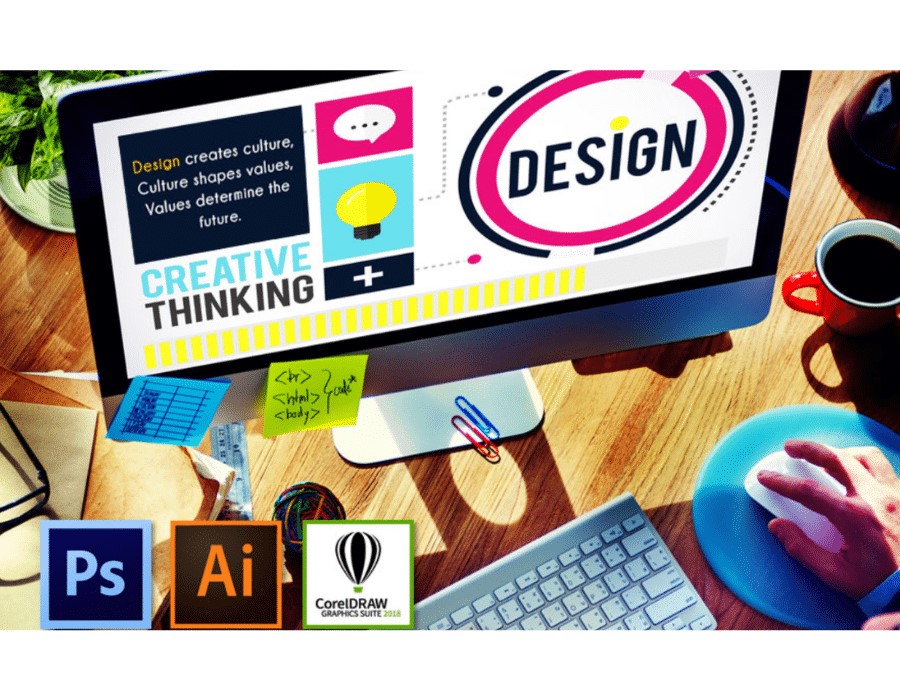 Design creates culture,
Culture shapes values,
Values determine the
future.
CREATIVE
THINKING
DESIGN
<br>
<html>
<body>
} code*
Ps
Ai
CorelDRAW
GRAPHICS SUITE 2018